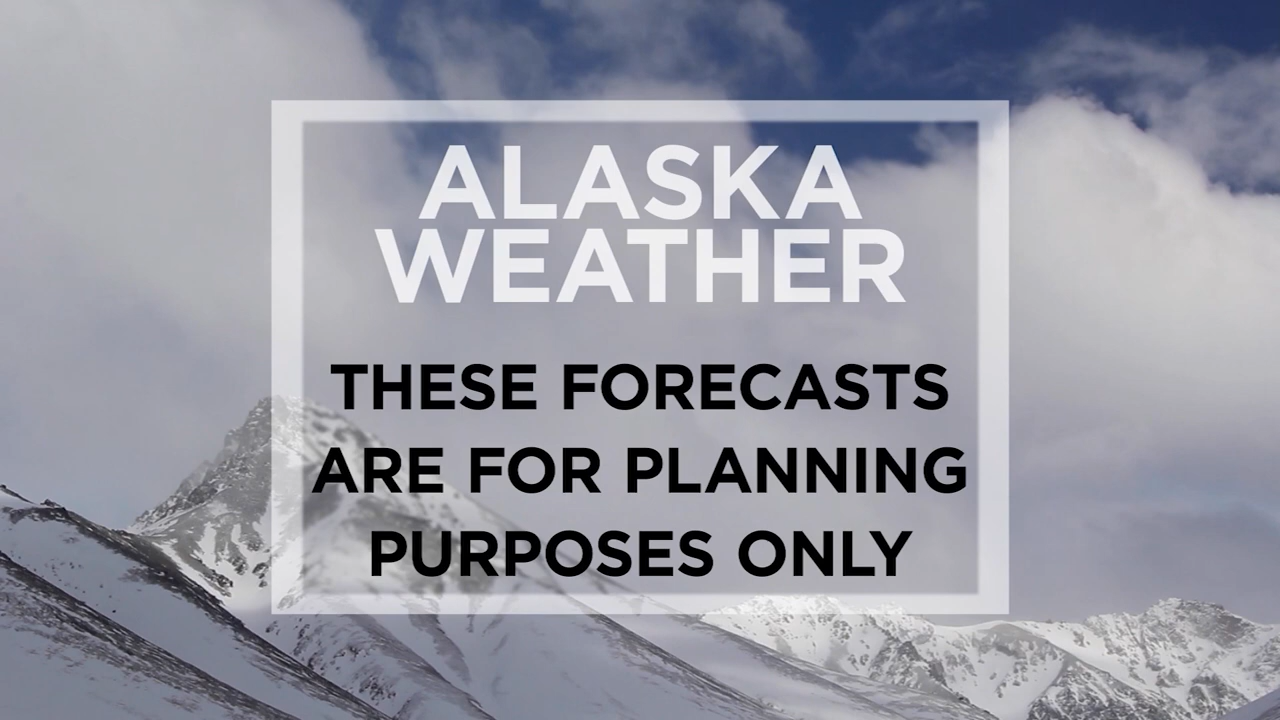 ALASKA
WEATHER
THESE FORECASTS
ARE FOR PLANNING
PURPOSES ONLY